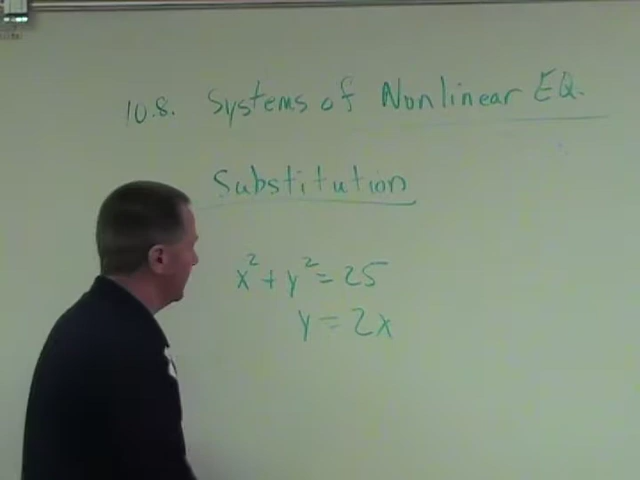 10.8. Systems of Nonlinear EQ.
Substitution
x² + y² = 25
y = 2x